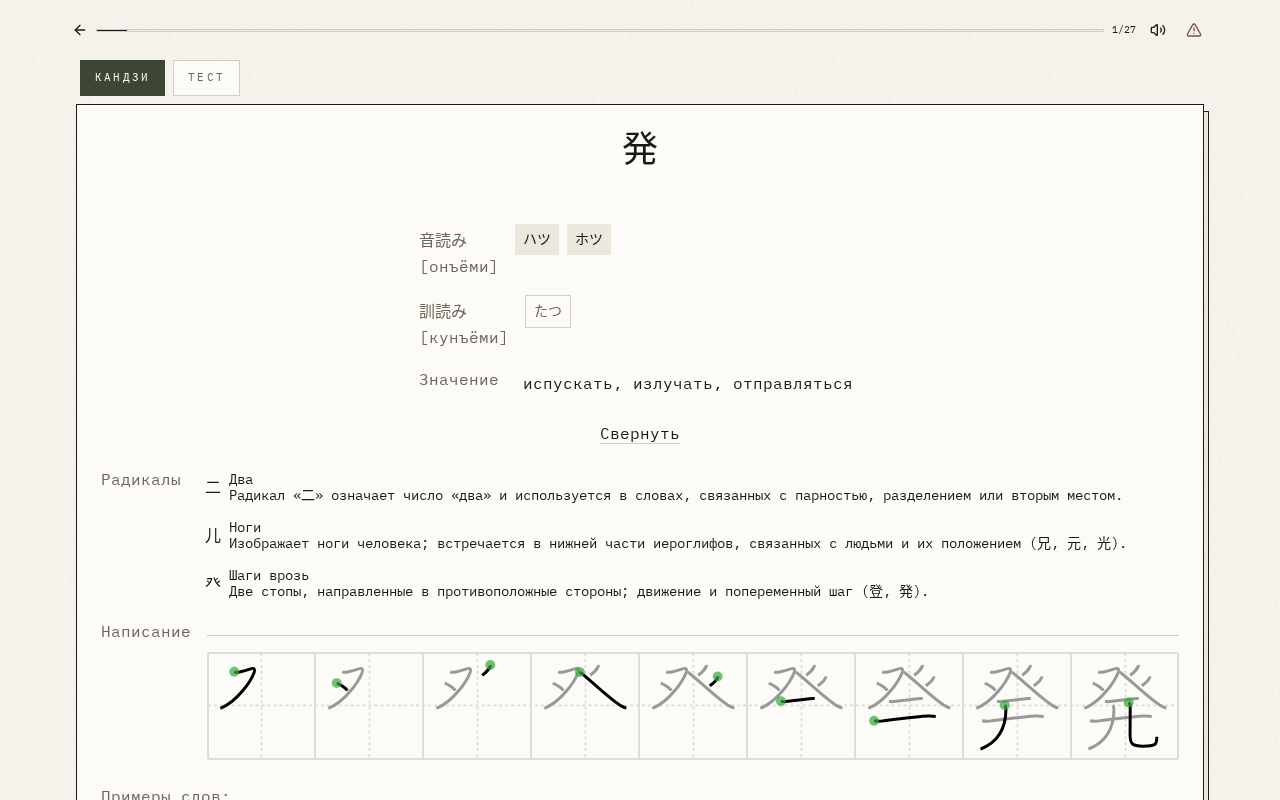 1/27
КАНДЗИ
ТЕСТ
発
音読み ハツ ホツ
[онъёми]
訓読み たつ
[кунъёми]
Значение испускать, излучать, отправляться
Свернуть
Радикалы 二 Два
Радикал «二» означает число «два» и используется в словах, связанных с парностью, разделением или вторым местом.
儿 Ноги
Изображает ноги человека; встречается в нижней части иероглифов, связанных с людьми и их положением (兄, 元, 光).
癶 Шаги врозь
Две стопы, направленные в противоположные стороны; движение и попеременный шаг (登, 発).
Написание
Примеры слов: